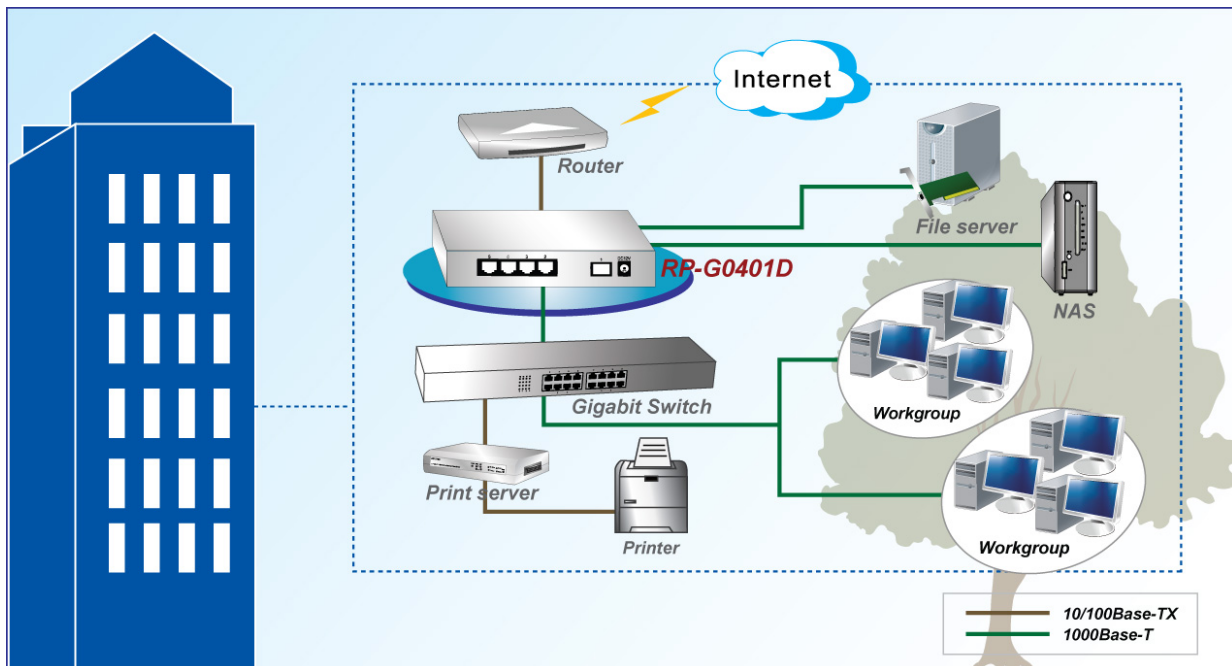 Internet
Router
File server
RP-G0401D
NAS
Gigabit Switch
Workgroup
Print server
Printer
Workgroup
10/100Base-TX
1000Base-T